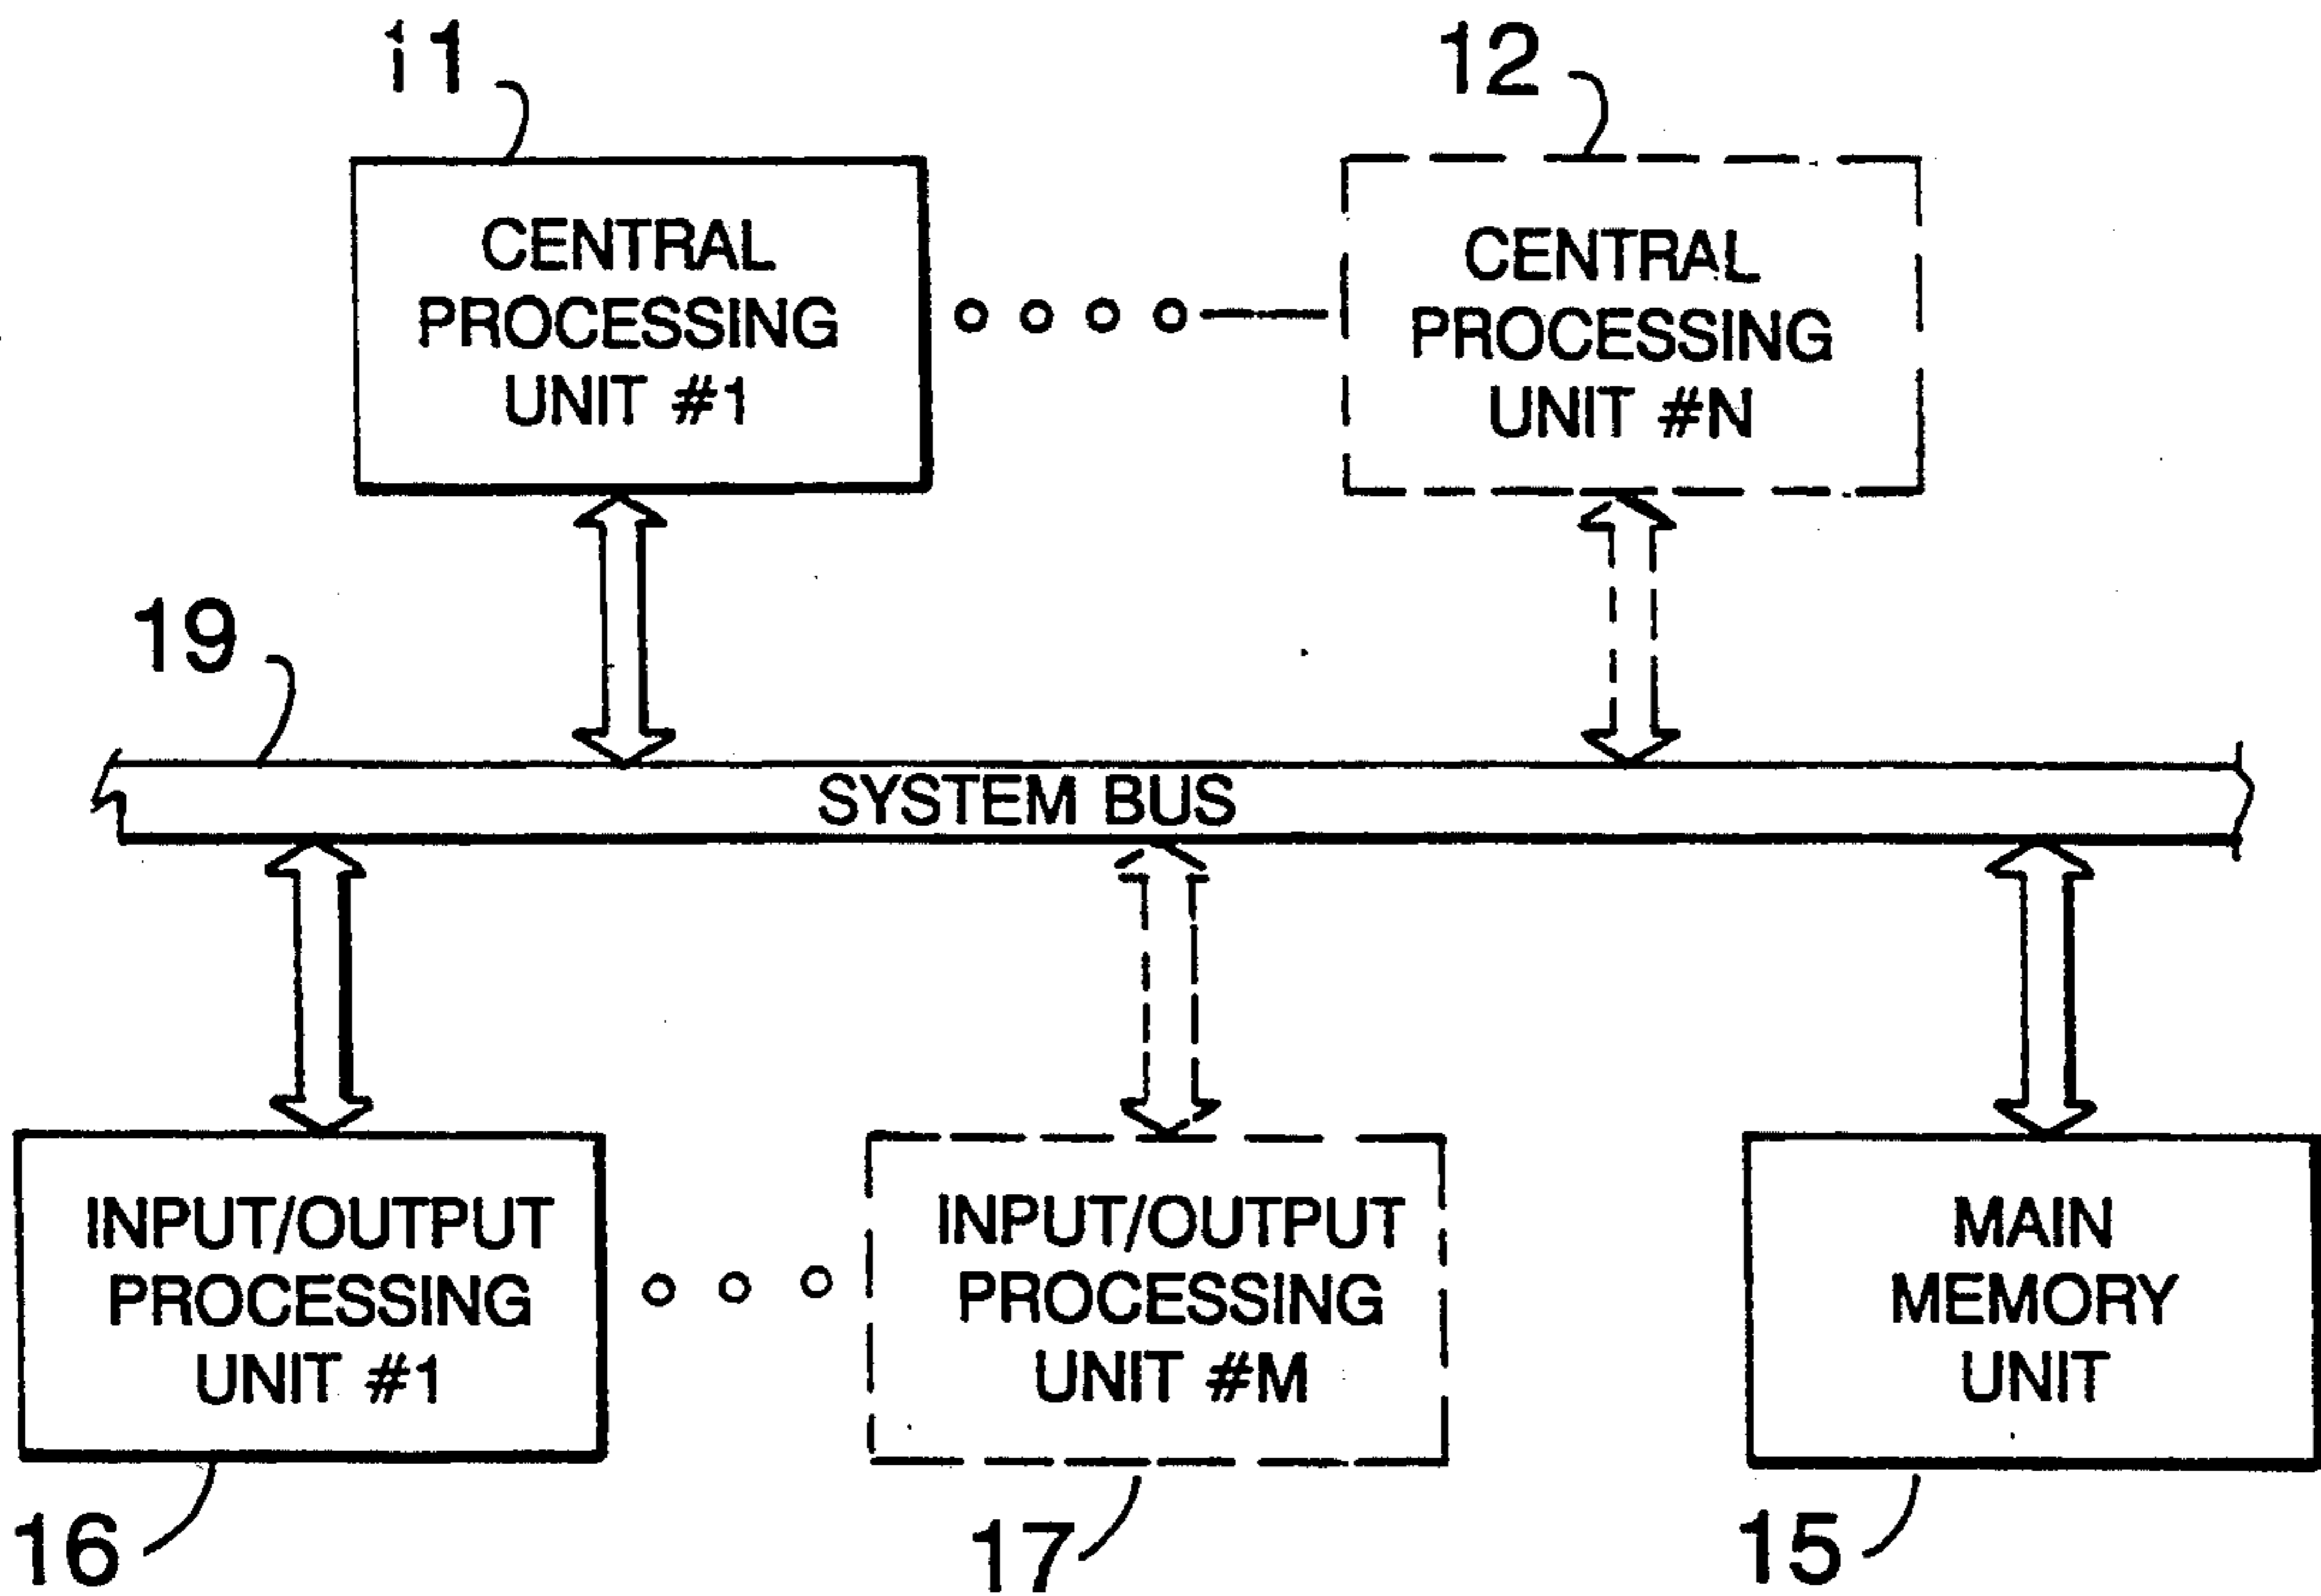 11
12
CENTRAL
PROCESSING
UNIT #1
CENTRAL
PROCESSING
UNIT #N
19
SYSTEM BUS
INPUT/OUTPUT
PROCESSING
UNIT #1
INPUT/OUTPUT
PROCESSING
UNIT #M
MAIN
MEMORY
UNIT
16
17
15